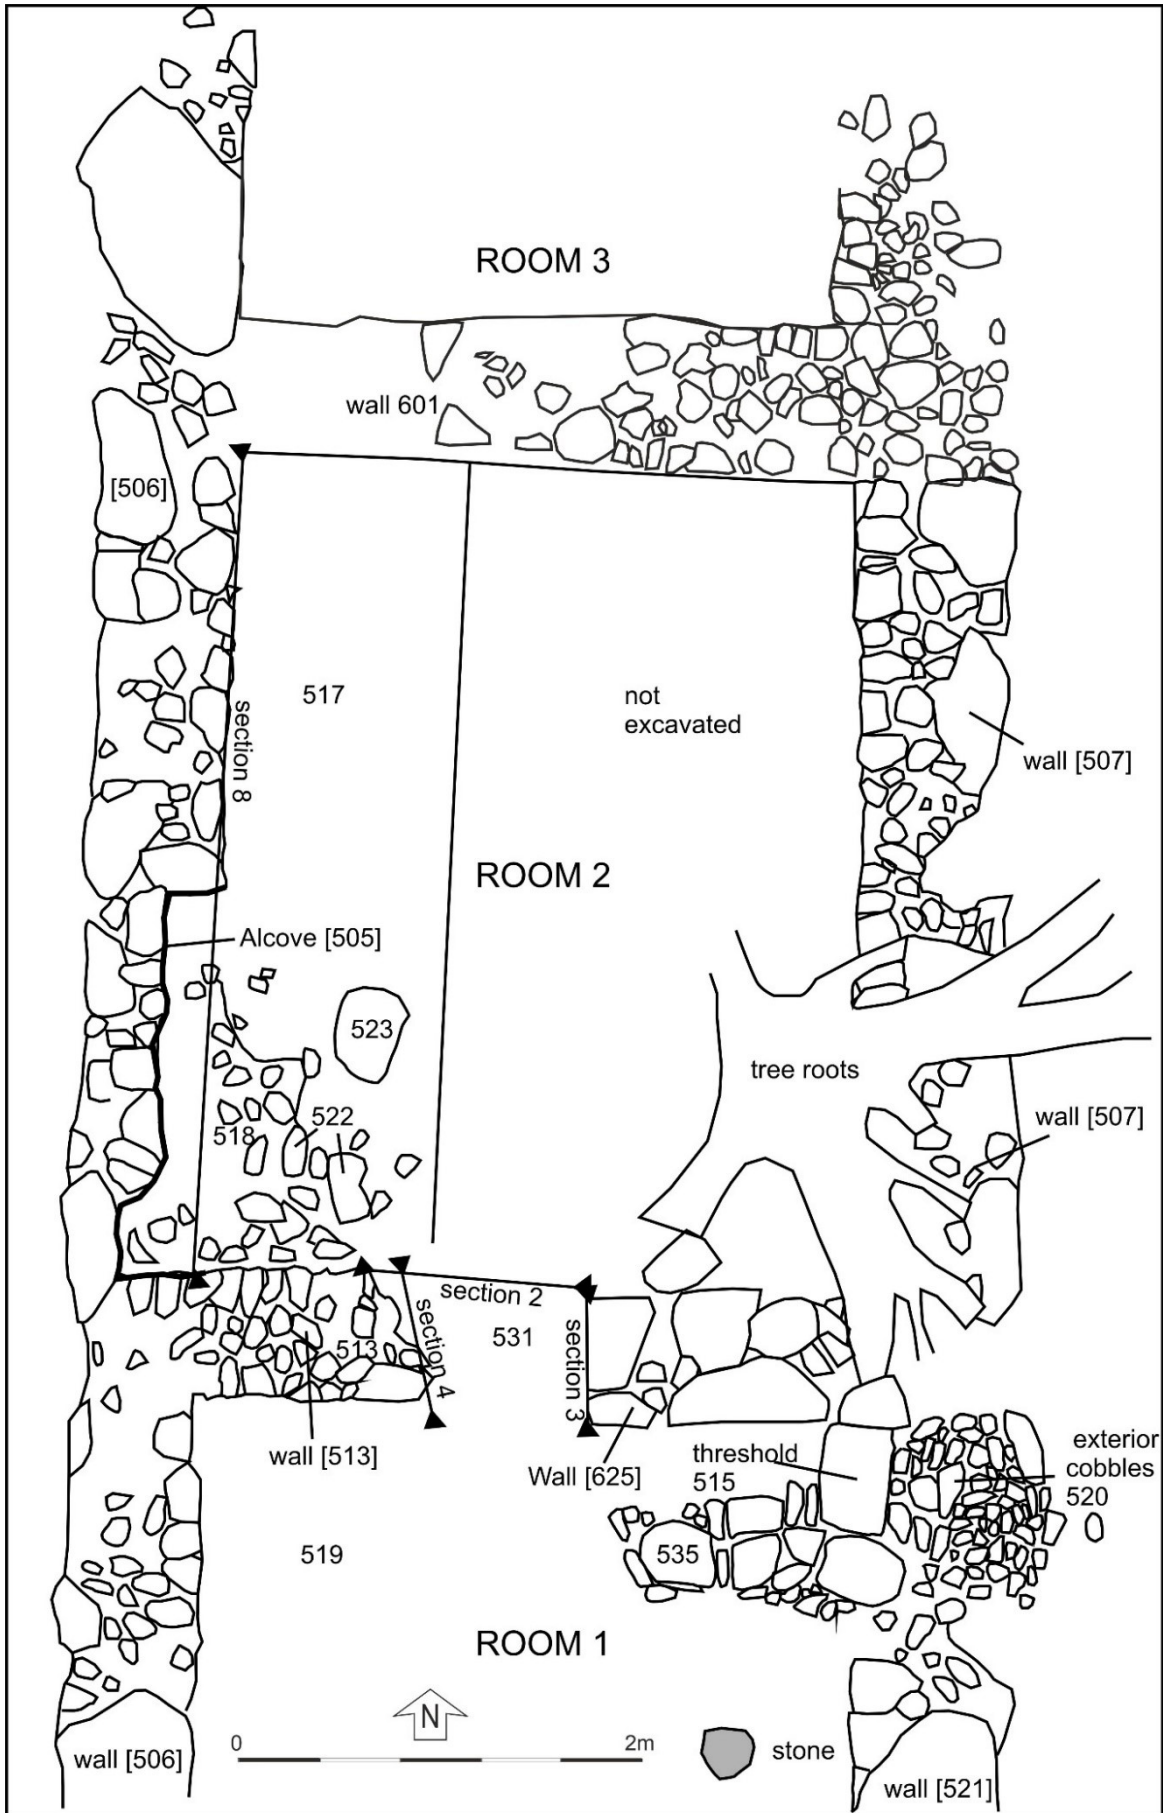 ROOM 3
wall 601
[506]
517
not
excavated
section 8
wall [507]
ROOM 2
Alcove [505]
523
tree roots
522
518
wall [507]
section 2
531
section 4
section 3
513
wall [513]
Wall [625]
threshold
515
exterior
cobbles
520
519
535
ROOM 1
N
0
2m
stone
wall [506]
wall [521]